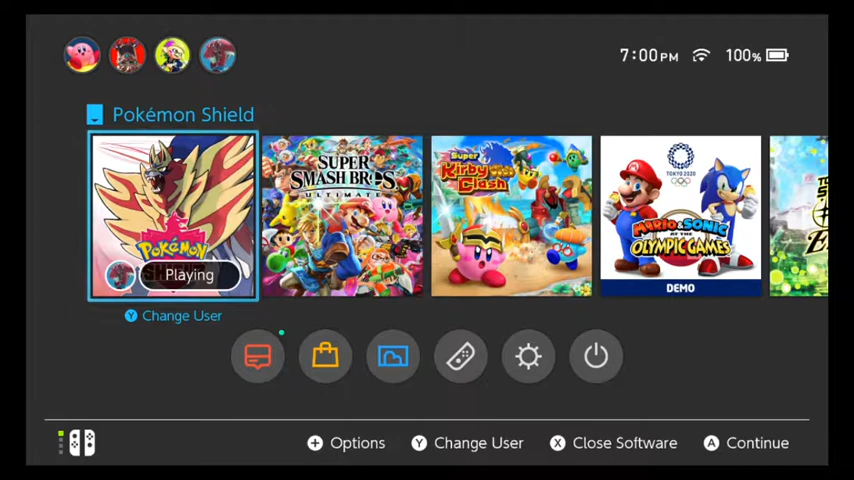 7:00PM 100%
Pokémon Shield
POKÉMON
Playing
SUPER
SMASH BROS
ULTIMATE
Super
Kirby
Clash
TOKYO 2020
MARIO & SONIC
AT THE
OLYMPIC GAMES
DEMO
Y Change User
+ Options
Y Change User
X Close Software
A Continue